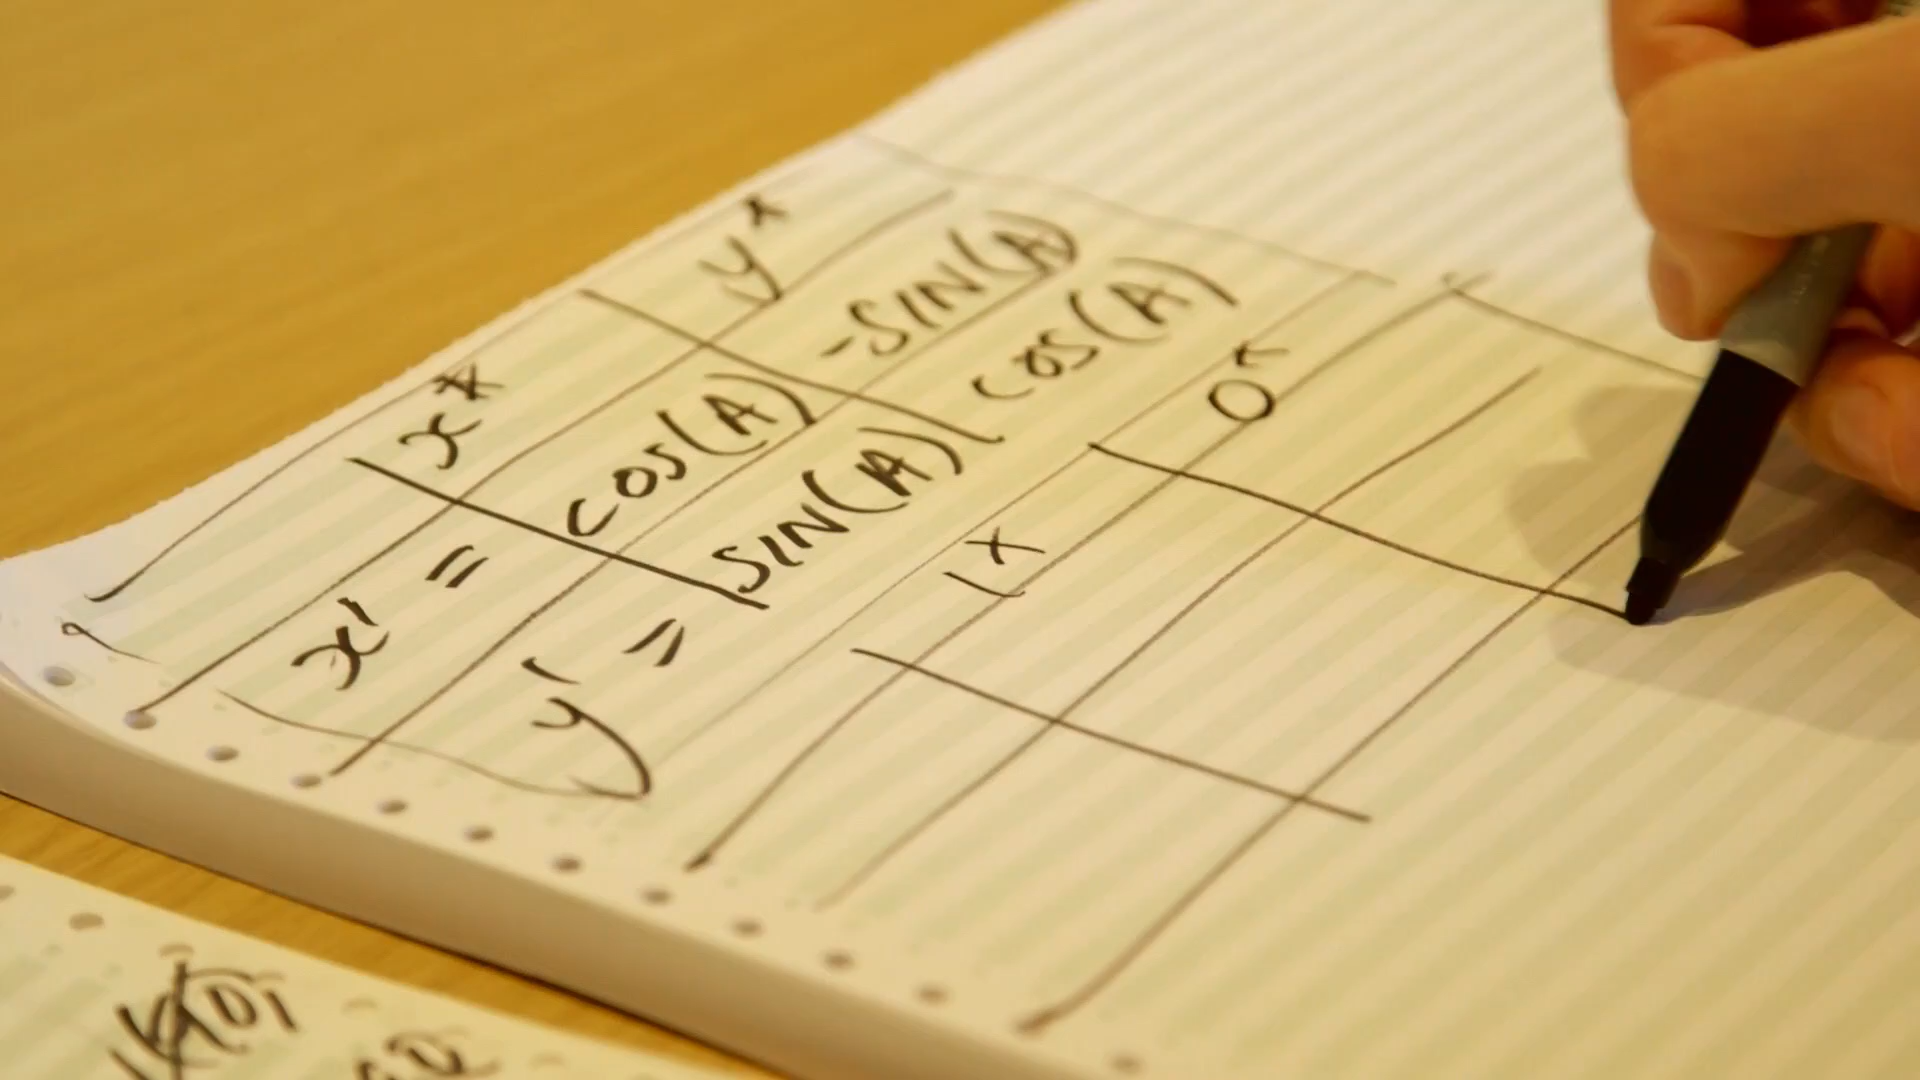 x* y*
x' = cos(A) -SIN(A)
y' = SIN(A) cos(A)
1x 0*